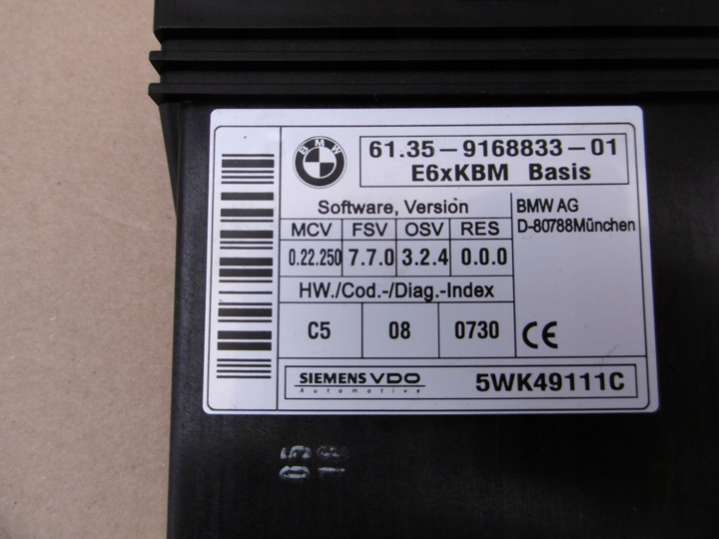 BMW
61.35-9168833-01
E6xKBM Basis
Software, Version
MCV FSV OSV RES
0.22.250 7.7.0 3.2.4 0.0.0
BMW AG
D-80788München
HW./Cod.-/Diag.-Index
C5 08 0730
CE
SIEMENS VDO
Automotive
5WK49111C